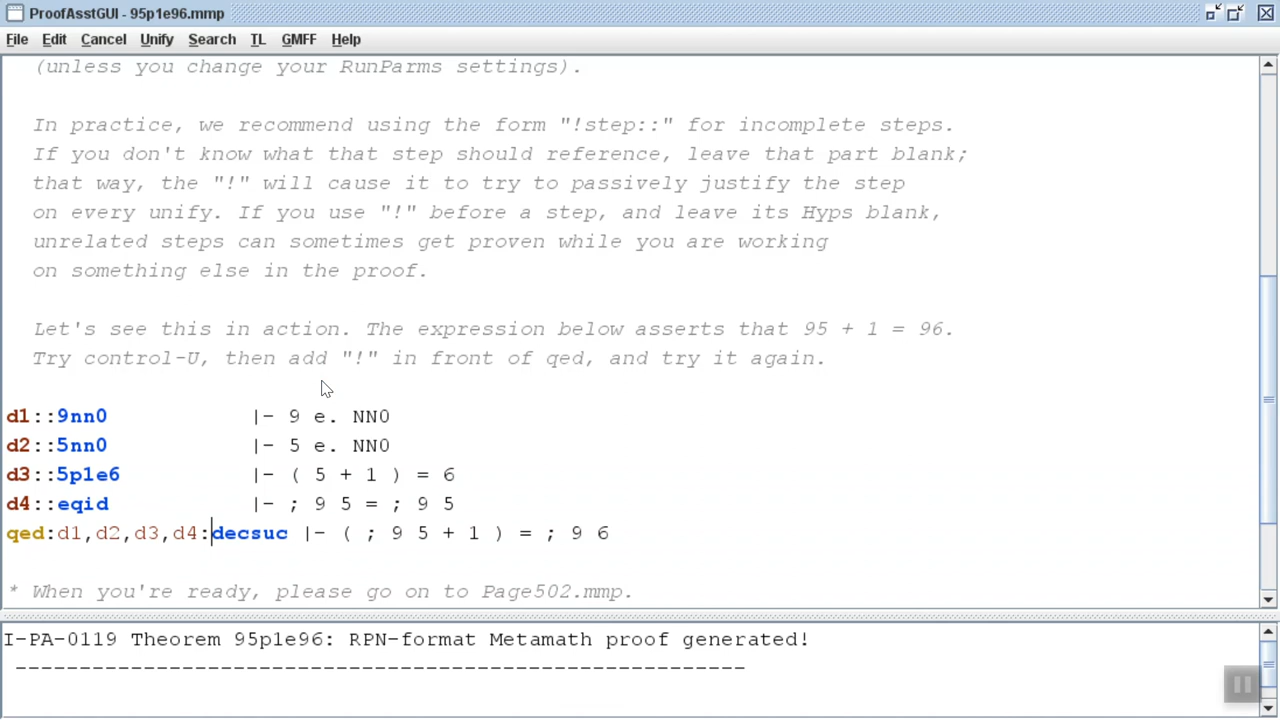 ProofAsstGUI - 95p1e96.mmp
File Edit Cancel Unify Search TL GMFF Help
(unless you change your RunParms settings).
In practice, we recommend using the form "!step::" for incomplete steps.
If you don't know what that step should reference, leave that part blank;
that way, the "!" will cause it to try to passively justify the step
on every unify. If you use "!" before a step, and leave its Hyps blank,
unrelated steps can sometimes get proven while you are working
on something else in the proof.
Let's see this in action. The expression below asserts that 95 + 1 = 96.
Try control-U, then add "!" in front of qed, and try it again.
d1::9nn0 |- 9 e. NN0
d2::5nn0 |- 5 e. NN0
d3::5p1e6 |- ( 5 + 1 ) = 6
d4::eqid |- ; 9 5 = ; 9 5
qed:d1,d2,d3,d4:decsuc |- ( ; 9 5 + 1 ) = ; 9 6
* When you're ready, please go on to Page502.mmp.
I-PA-0119 Theorem 95p1e96: RPN-format Metamath proof generated!
----------------------------------------------------------